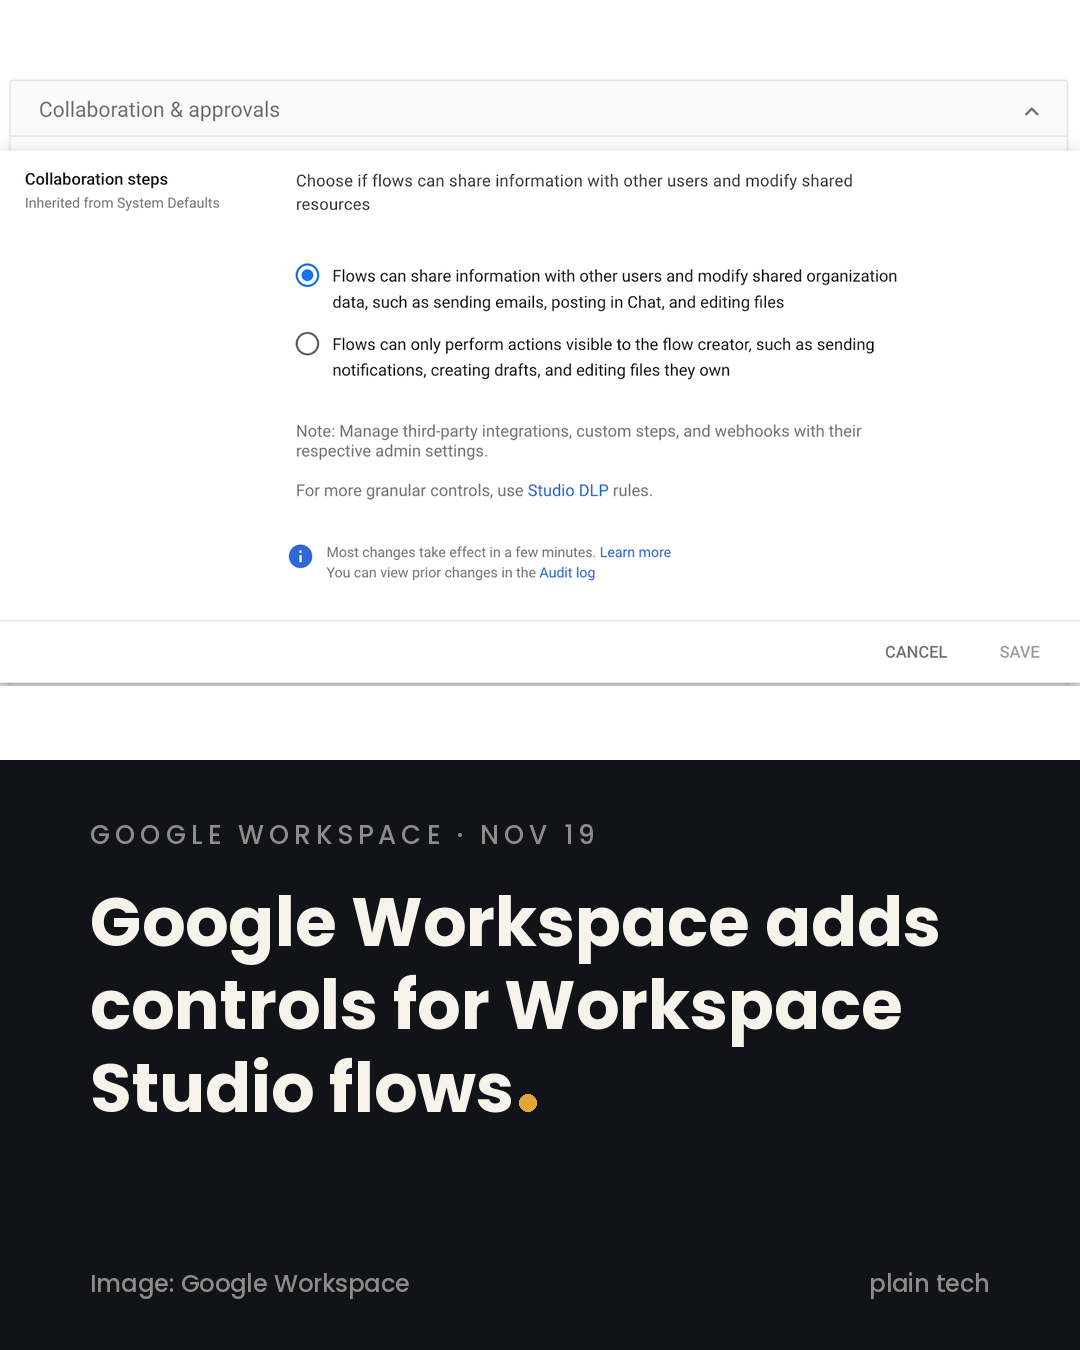 Collaboration & approvals
Collaboration steps
Inherited from System Defaults
Choose if flows can share information with other users and modify shared
resources
Flows can share information with other users and modify shared organization
data, such as sending emails, posting in Chat, and editing files
Flows can only perform actions visible to the flow creator, such as sending
notifications, creating drafts, and editing files they own
Note: Manage third-party integrations, custom steps, and webhooks with their
respective admin settings.
For more granular controls, use Studio DLP rules.
Most changes take effect in a few minutes. Learn more
You can view prior changes in the Audit log
CANCEL SAVE
GOOGLE WORKSPACE · NOV 19
Google Workspace adds
controls for Workspace
Studio flows.
Image: Google Workspace
plain tech